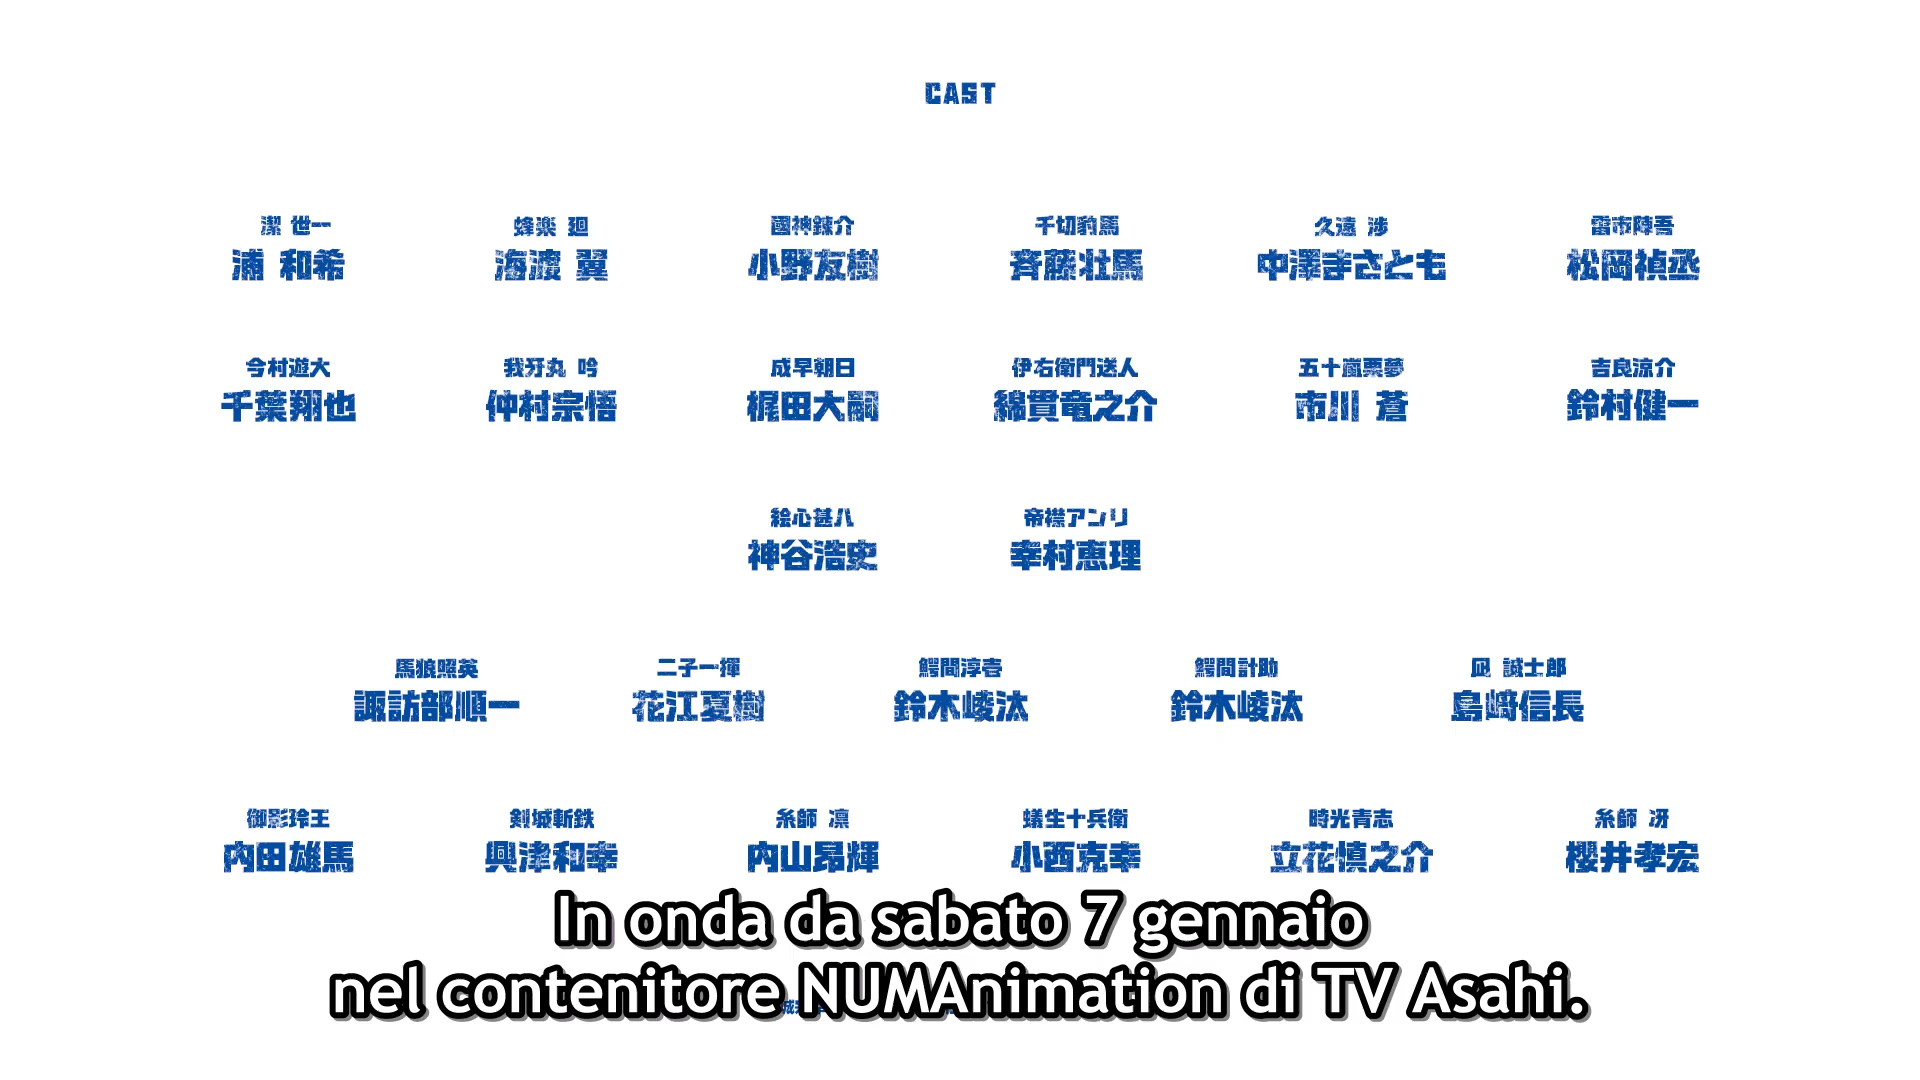 CAST
潔 世一 蜂楽 廻 國神錬介 千切豹馬 久遠 渉 雷市陣吾
浦 和希 海渡 翼 小野友樹 斉藤壮馬 中澤まさとも 松岡禎丞
今村遊大 我牙丸 吟 成早朝日 伊右衛門送人 五十嵐栗夢 吉良涼介
千葉翔也 仲村宗悟 梶田大嗣 綿貫竜之介 市川 蒼 鈴村健一
絵心甚八 帝襟アンリ
神谷浩史 幸村恵理
馬狼照英 二子一揮 鰐間淳壱 鰐間計助 凪 誠士郎
諏訪部順一 花江夏樹 鈴木崚汰 鈴木崚汰 島﨑信長
御影玲王 剣城斬鉄 糸師 凛 蟻生十兵衛 時光青志 糸師 冴
内田雄馬 興津和幸 内山昂輝 小西克幸 立花慎之介 櫻井孝宏
In onda da sabato 7 gennaio
nel contenitore NUMAnimation di TV Asahi.